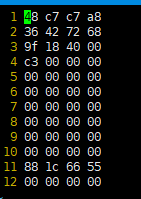 1 48 c7 c7 a8
2 36 42 72 68
3 9f 18 40 00
4 c3 00 00 00
5 00 00 00 00
6 00 00 00 00
7 00 00 00 00
8 00 00 00 00
9 00 00 00 00
10 00 00 00 00
11 88 1c 66 55
12 00 00 00 00